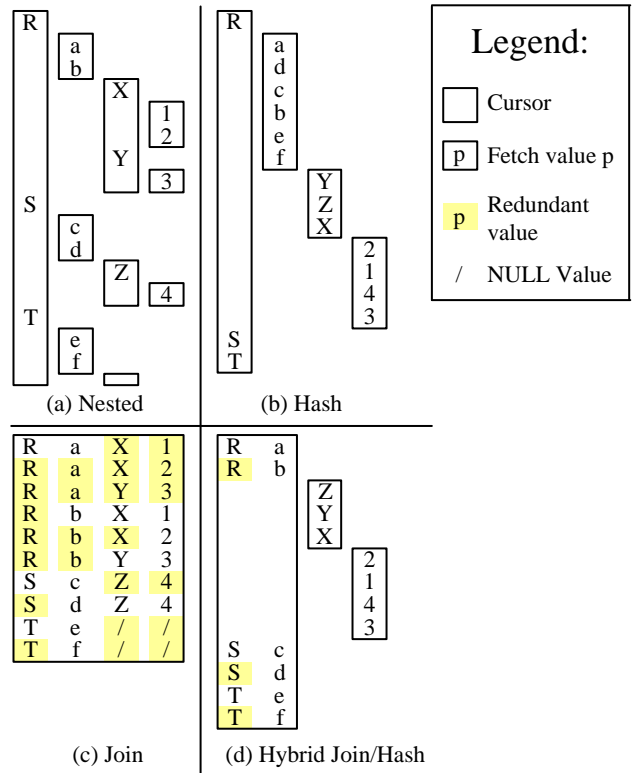 R
a
b
X
1
2
Y
3
S
c
d
Z
4
T
e
f
(a) Nested
R
a
d
c
b
e
f
Y
Z
X
2
1
4
3
S
T
(b) Hash
Legend:
Cursor
p Fetch value p
p Redundant
value
/ NULL Value
R a X 1
R a X 2
R a Y 3
R b X 1
R b X 2
R b Y 3
S c Z 4
S d Z 4
T e / /
T f / /
(c) Join
R a
R b
Z
Y
X
2
1
4
3
S c
S d
T e
T f
(d) Hybrid Join/Hash